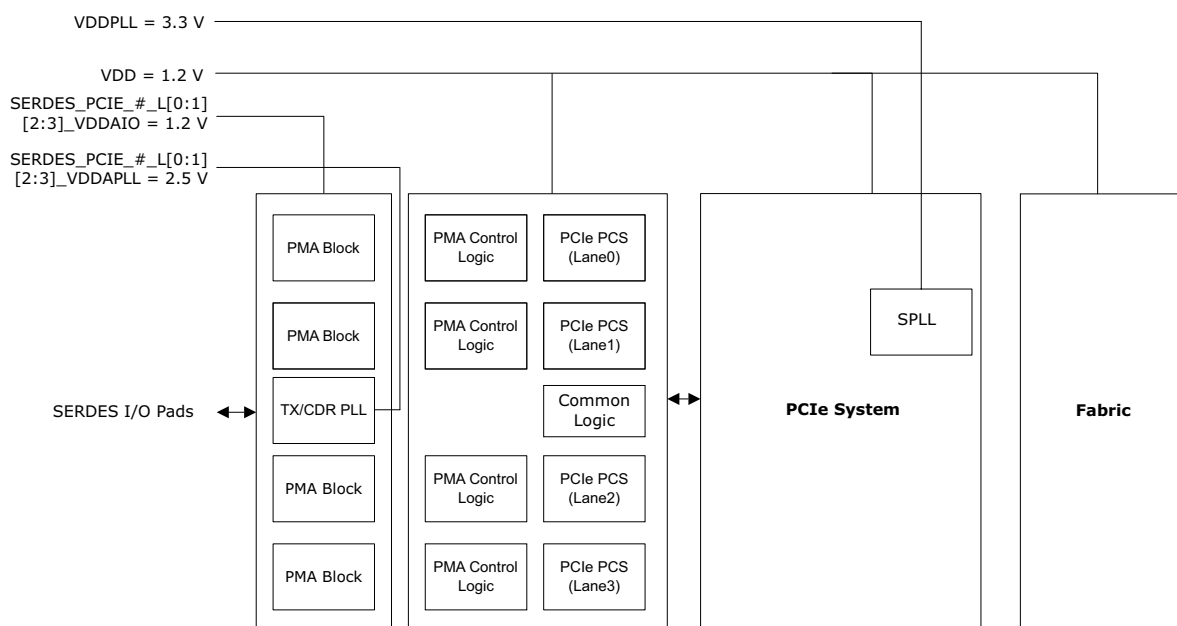 VDDPLL = 3.3 V
VDD = 1.2 V
SERDES_PCIE_#_L[0:1]
[2:3]_VDDAIO = 1.2 V
SERDES_PCIE_#_L[0:1]
[2:3]_VDDAPLL = 2.5 V
PMA Block
PMA Control
Logic
PCIe PCS
(Lane0)
SPLL
PMA Block
PMA Control
Logic
PCIe PCS
(Lane1)
SERDES I/O Pads
TX/CDR PLL
Common
Logic
PCIe System
Fabric
PMA Block
PMA Control
Logic
PCIe PCS
(Lane2)
PMA Block
PMA Control
Logic
PCIe PCS
(Lane3)